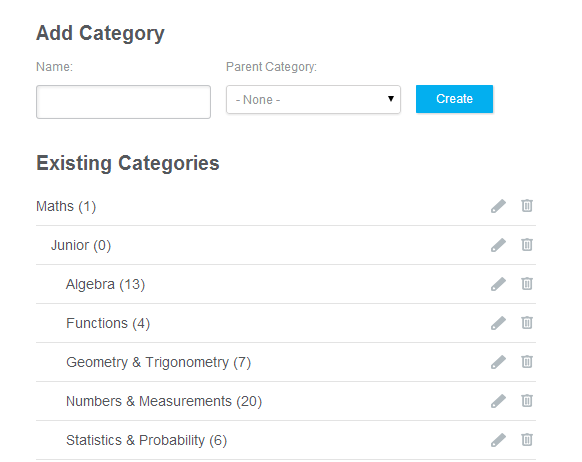 Add Category
Name:
Parent Category:
- None -
Create
Existing Categories
Maths (1)
Junior (0)
Algebra (13)
Functions (4)
Geometry & Trigonometry (7)
Numbers & Measurements (20)
Statistics & Probability (6)